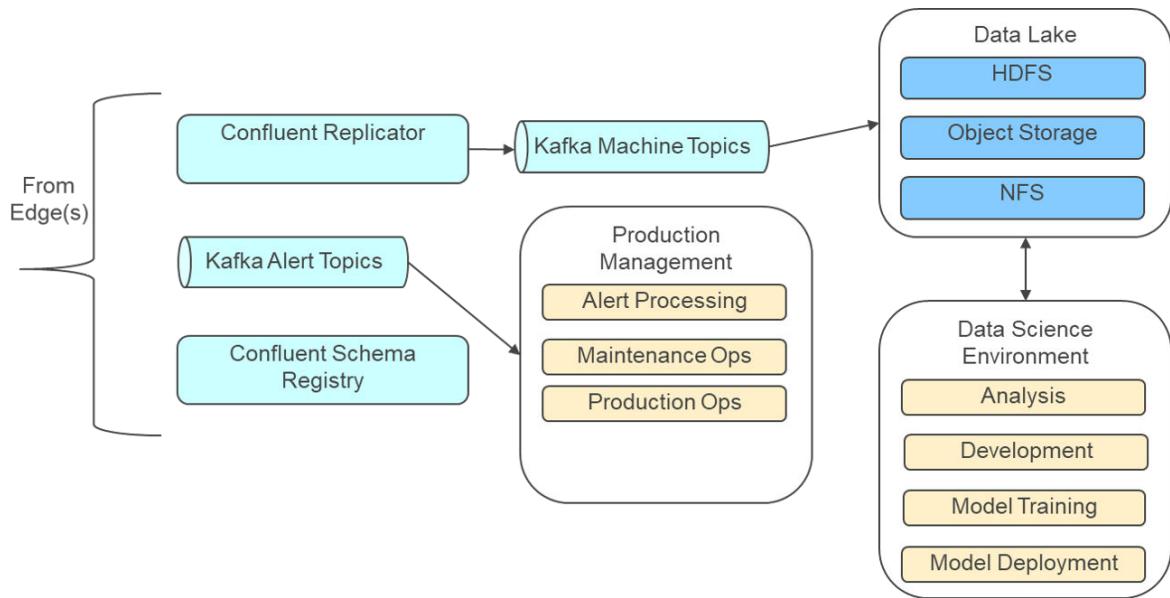 From
Edge(s)
Confluent Replicator
Kafka Alert Topics
Confluent Schema
Registry
Kafka Machine Topics
Production
Management
Alert Processing
Maintenance Ops
Production Ops
Data Lake
HDFS
Object Storage
NFS
Data Science
Environment
Analysis
Development
Model Training
Model Deployment